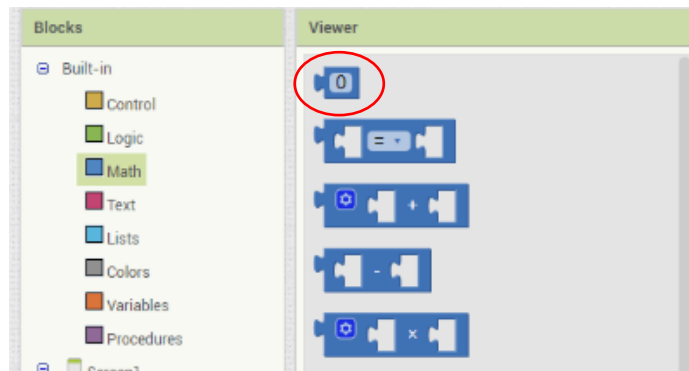 Blocks
Viewer
Built-in
Control
Logic
Math
Text
Lists
Colors
Variables
Procedures
0
=
+
-
×